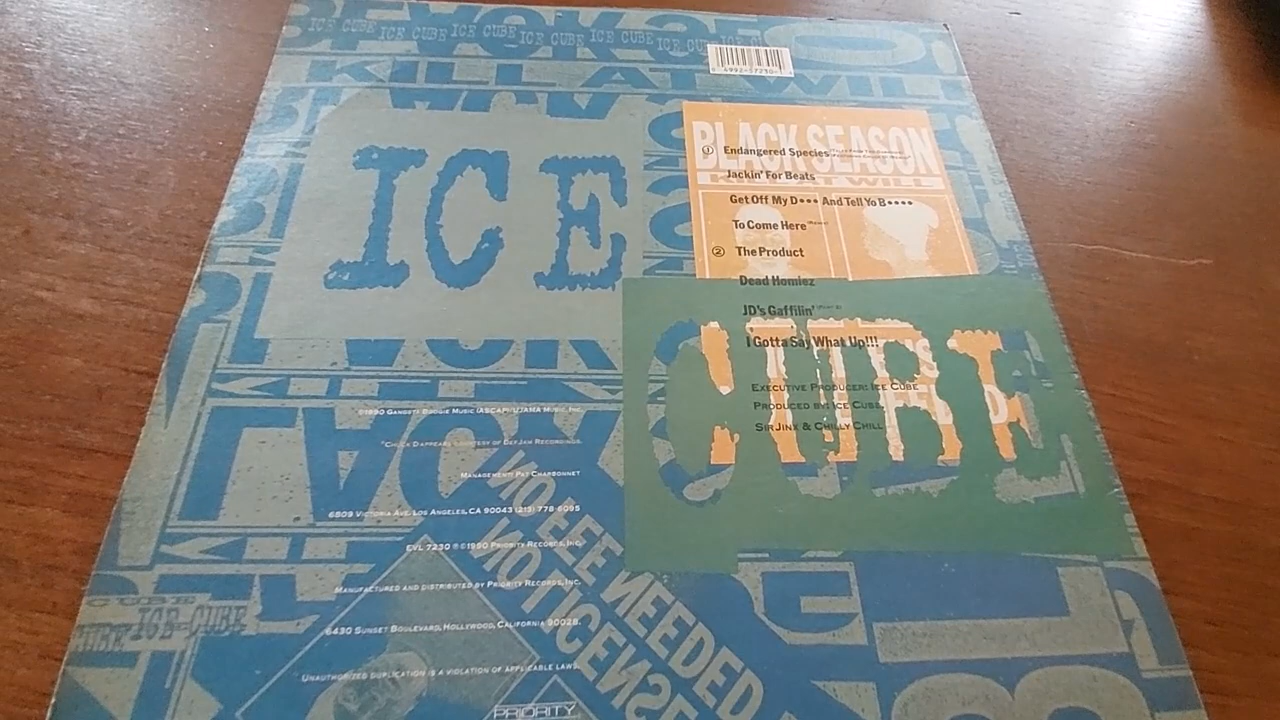 ICE CUBE ICE CUBE ICE CUBE ICE CUBE ICE CUBE ICE CUBE
KILL AT WILL
ICE
BLACK SEASON
KILL AT WILL
① Endangered Species
Jackin' For Beats
Get Off My D••• And Tell Yo B••••
To Come Here
② The Product
Dead Homiez
JD's Gaffilin'
I Gotta Say What Up!!!
Executive Producer: Ice Cube
Produced by: Ice Cube,
Sir Jinx & Chilly Chill
CUBE
©1990 Gangsta Boogie Music (ASCAP)/Ujama Music, Inc.
*Chuck D appears courtesy of Def Jam Recordings.
Management: Pat Charbonnet
6809 Victoria Ave. Los Angeles, CA 90043 (213) 778-6095
EVL 7230 ℗©1990 Priority Records, Inc.
Manufactured and distributed by Priority Records, Inc.
6430 Sunset Boulevard, Hollywood, California 90028.
Unauthorized duplication is a violation of applicable laws.
NO FEE NEEDED
NO LICENSE
ICE-CUBE
PRIORITY